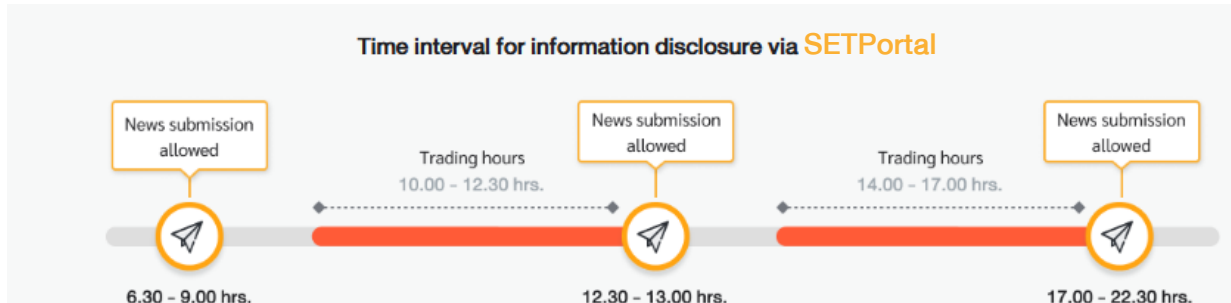 Time interval for information disclosure via SETPortal
News submission
allowed
News submission
allowed
News submission
allowed
Trading hours
10.00 - 12.30 hrs.
Trading hours
14.00 - 17.00 hrs.
6.30 - 9.00 hrs.
12.30 - 13.00 hrs.
17.00 - 22.30 hrs.